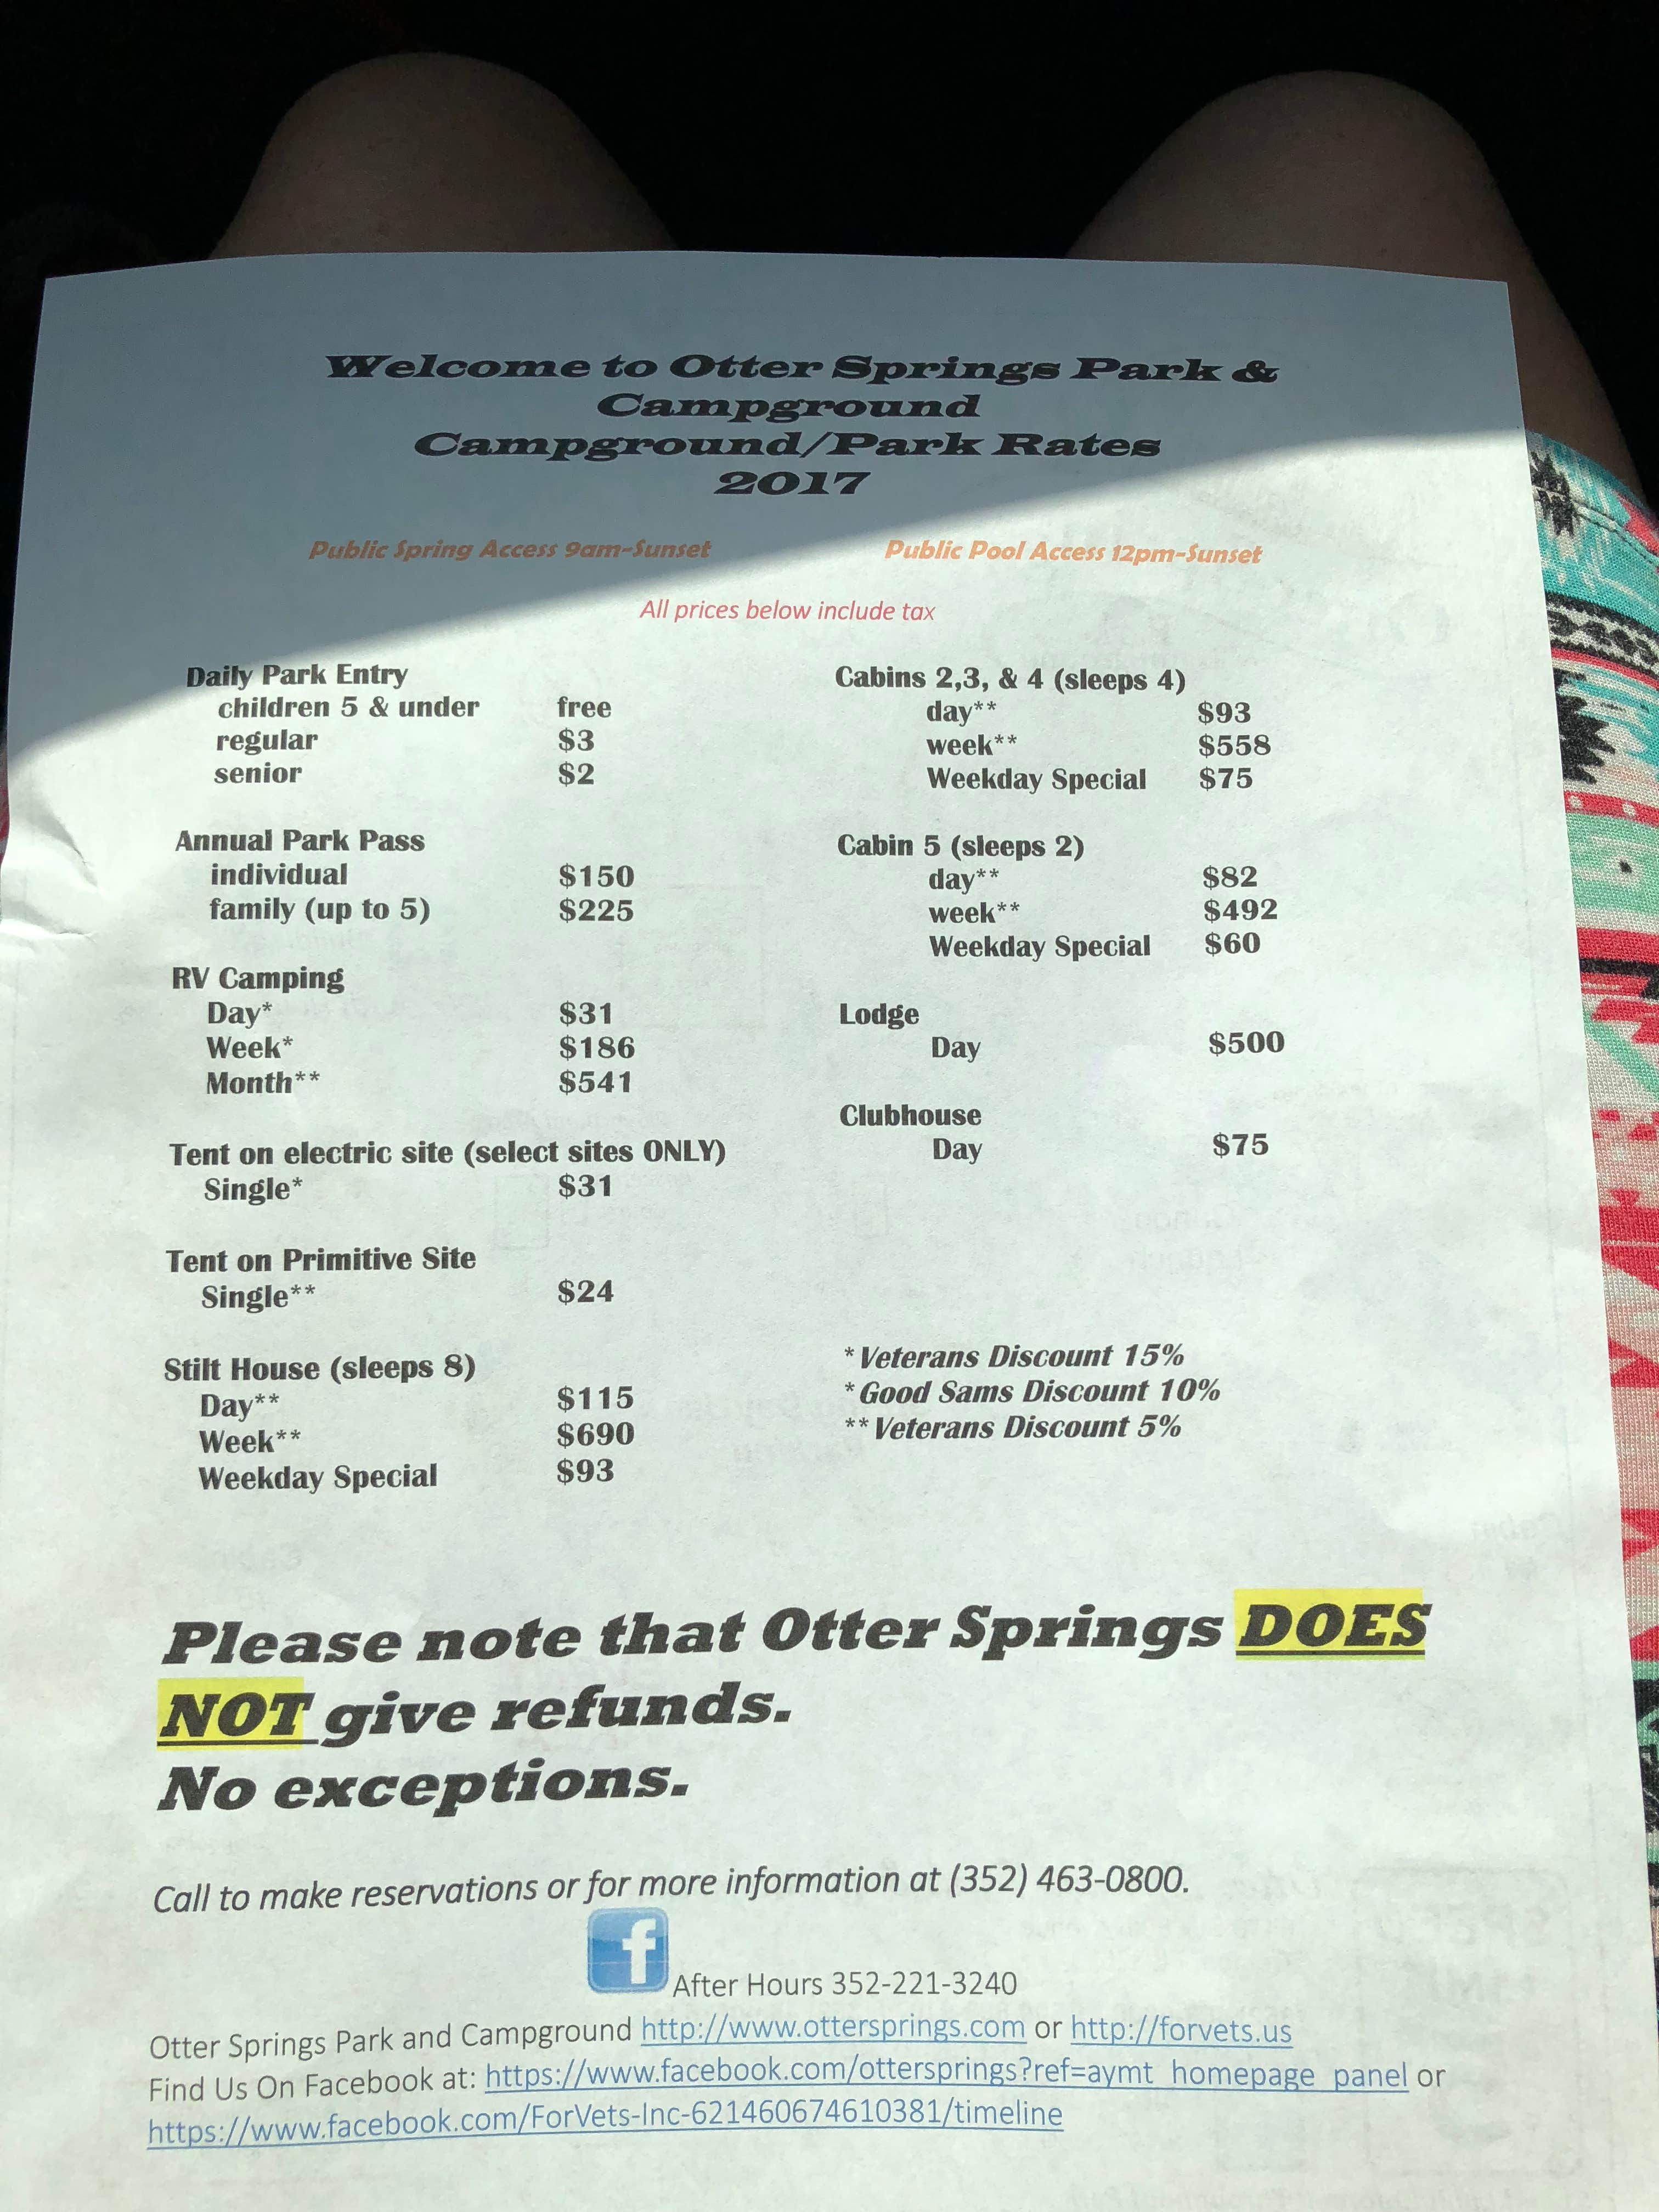 Welcome to Otter Springs Park &
Campground
Campground/Park Rates
2017
Public Spring Access 9am-Sunset Public Pool Access 12pm-Sunset
All prices below include tax
Daily Park Entry
children 5 & under free
regular $3
senior $2
Annual Park Pass
individual $150
family (up to 5) $225
RV Camping
Day* $31
Week* $186
Month** $541
Tent on electric site (select sites ONLY)
Single* $31
Tent on Primitive Site
Single** $24
Stilt House (sleeps 8)
Day** $115
Week** $690
Weekday Special $93
Cabins 2,3, & 4 (sleeps 4)
day** $93
week** $558
Weekday Special $75
Cabin 5 (sleeps 2)
day** $82
week** $492
Weekday Special $60
Lodge
Day $500
Clubhouse
Day $75
*Veterans Discount 15%
*Good Sams Discount 10%
**Veterans Discount 5%
Please note that Otter Springs DOES
NOT give refunds.
No exceptions.
Call to make reservations or for more information at (352) 463-0800.
f After Hours 352-221-3240
Otter Springs Park and Campground http://www.ottersprings.com or http://forvets.us
Find Us On Facebook at: https://www.facebook.com/ottersprings?ref=aymt_homepage_panel or
https://www.facebook.com/ForVets-Inc-621460674610381/timeline